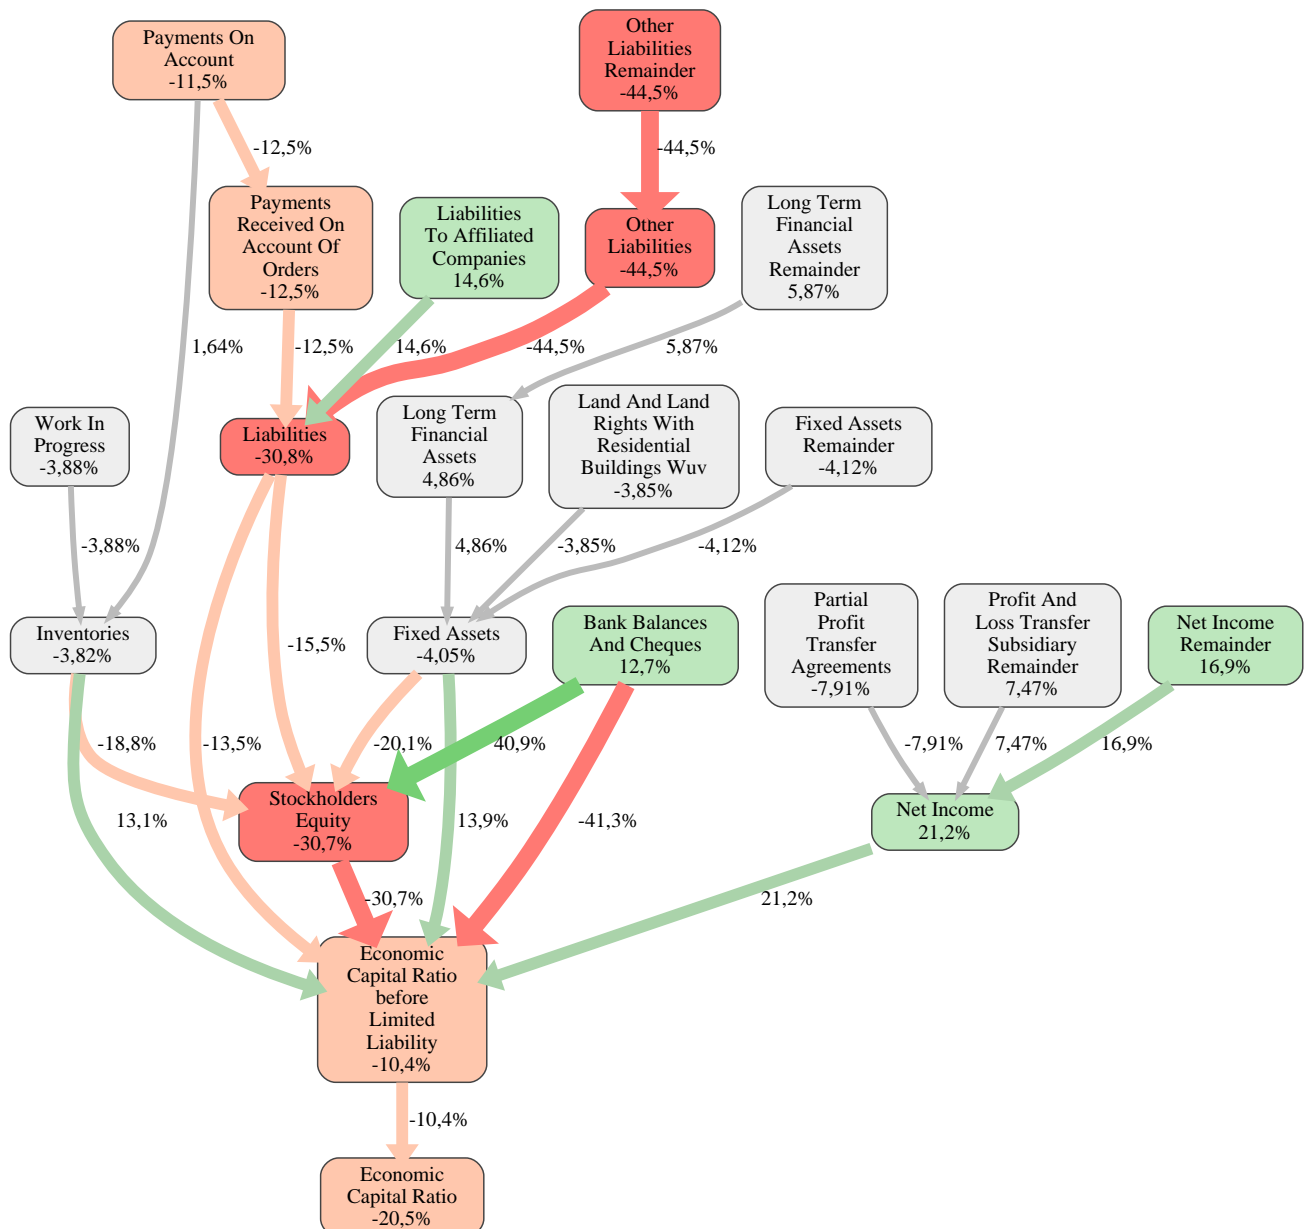 Payments On
Account
-11,5%
Other
Liabilities
Remainder
-44,5%
-12,5%
-44,5%
Payments
Received On
Account Of
Orders
-12,5%
Liabilities
To Affiliated
Companies
14,6%
Other
Liabilities
-44,5%
Long Term
Financial
Assets
Remainder
5,87%
1,64%
-12,5%
14,6%
-44,5%
5,87%
Work In
Progress
-3,88%
Liabilities
-30,8%
Long Term
Financial
Assets
4,86%
Land And Land
Rights With
Residential
Buildings Wuv
-3,85%
Fixed Assets
Remainder
-4,12%
-3,88%
4,86%
-3,85%
-4,12%
Inventories
-3,82%
-15,5%
Fixed Assets
-4,05%
Bank Balances
And Cheques
12,7%
Partial
Profit
Transfer
Agreements
-7,91%
Profit And
Loss Transfer
Subsidiary
Remainder
7,47%
Net Income
Remainder
16,9%
-18,8%
-13,5%
-20,1%
40,9%
-7,91%
7,47%
16,9%
13,1%
Stockholders
Equity
-30,7%
13,9%
-41,3%
Net Income
21,2%
-30,7%
21,2%
Economic
Capital Ratio
before
Limited
Liability
-10,4%
-10,4%
Economic
Capital Ratio
-20,5%